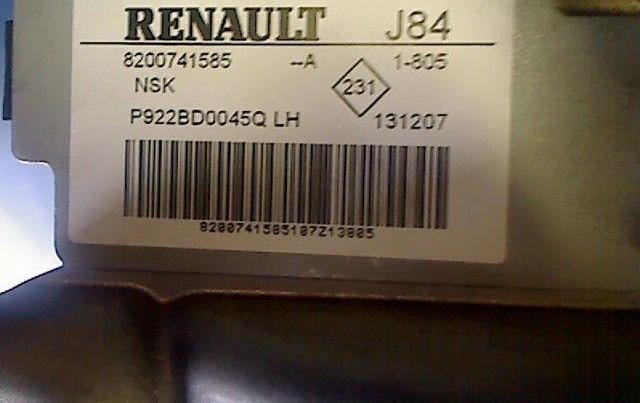 RENAULT J84
8200741585 --A 1-805
NSK 231
P922BD0045Q LH 131207
8200741585107Z13805